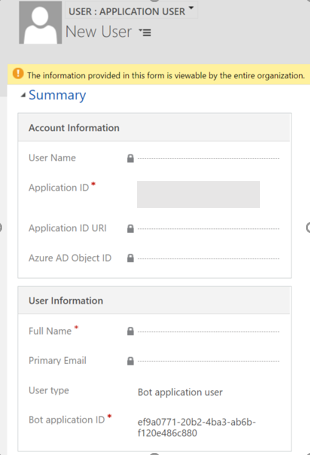 USER : APPLICATION USER
New User
The information provided in this form is viewable by the entire organization.
Summary
Account Information
User Name
Application ID *
Application ID URI
Azure AD Object ID
User Information
Full Name *
Primary Email
User type Bot application user
Bot application ID * ef9a0771-20b2-4ba3-ab6b-
f120e486c880